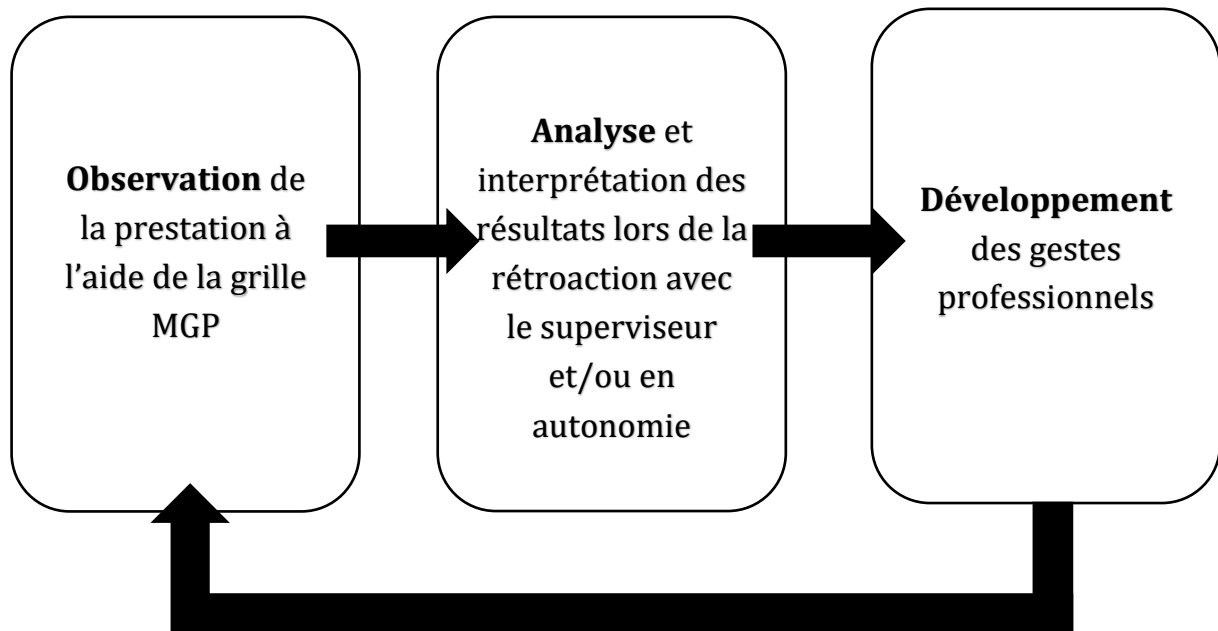 Observation de
la prestation à
l’aide de la grille
MGP
Analyse et
interprétation des
résultats lors de la
rétroaction avec
le superviseur
et/ou en
autonomie
Développement
des gestes
professionnels